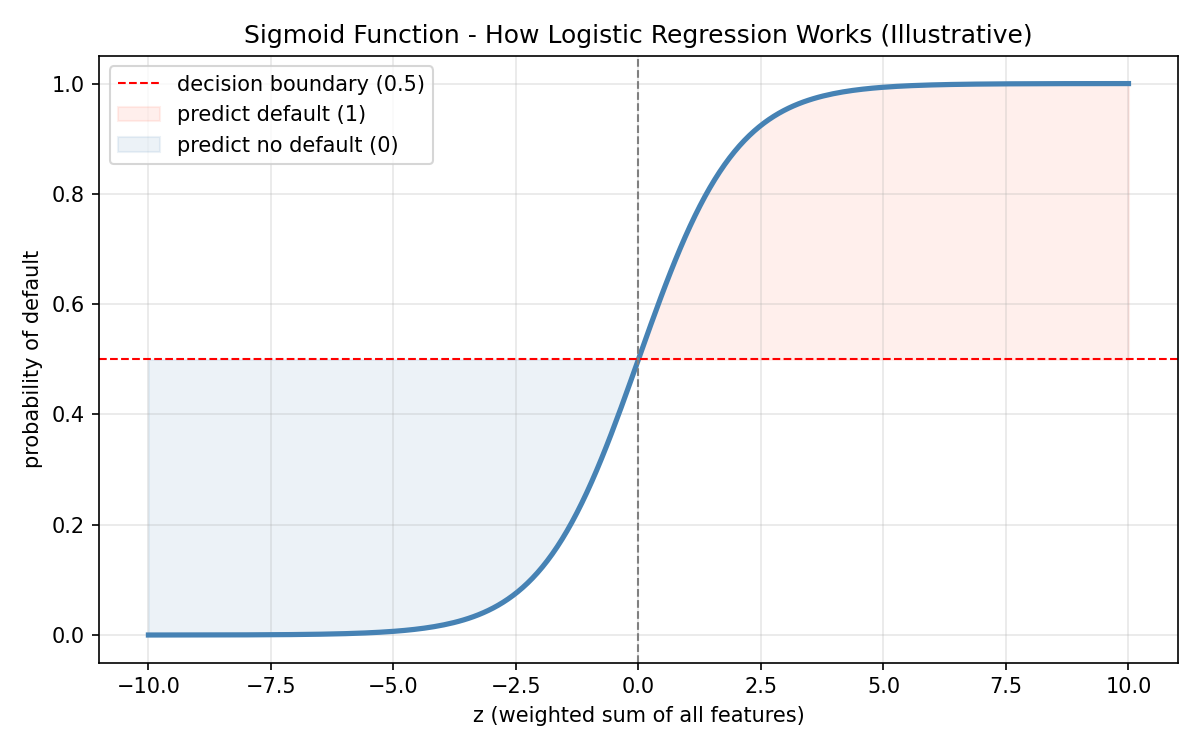 Sigmoid Function - How Logistic Regression Works (Illustrative)
decision boundary (0.5)
predict default (1)
predict no default (0)
probability of default
1.0
0.8
0.6
0.4
0.2
0.0
−10.0 −7.5 −5.0 −2.5 0.0 2.5 5.0 7.5 10.0
z (weighted sum of all features)